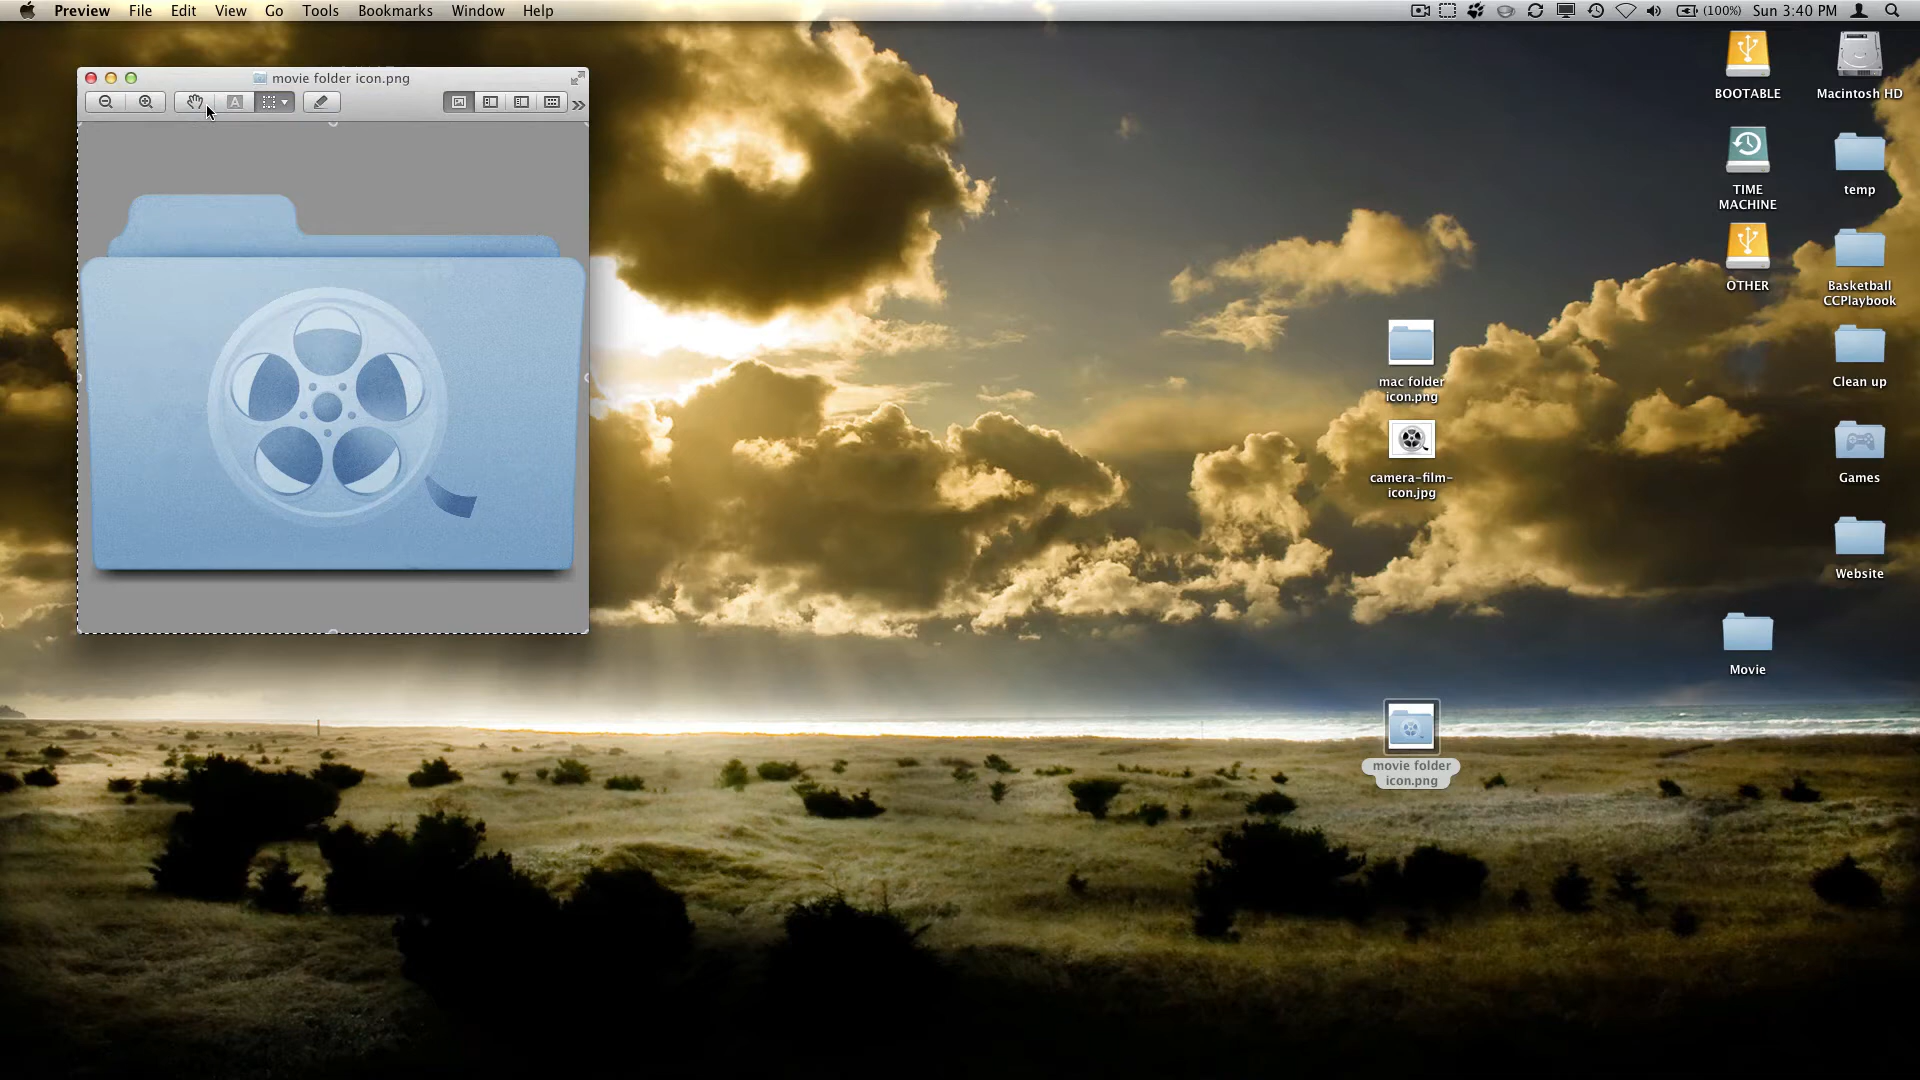 Preview File Edit View Go Tools Bookmarks Window Help (100%) Sun 3:40 PM
movie folder icon.png
A
BOOTABLE
Macintosh HD
TIME
MACHINE
temp
OTHER
Basketball
CCPlaybook
mac folder
icon.png
Clean up
camera-film-
icon.jpg
Games
Website
Movie
movie folder
icon.png